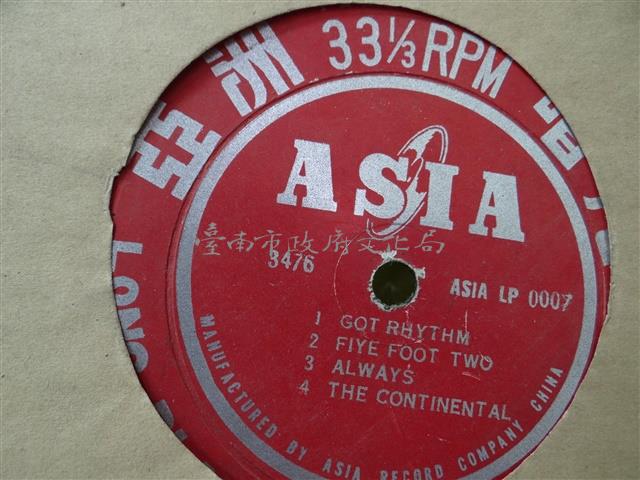 亞洲 33⅓RPM
ASIA
臺南市政府文化局
3476
ASIA LP 0007
1 GOT RHYTHM
2 FIYE FOOT TWO
3 ALWAYS
4 THE CONTINENTAL
MANUFACTURED BY ASIA RECORD COMPANY CHINA
LONG